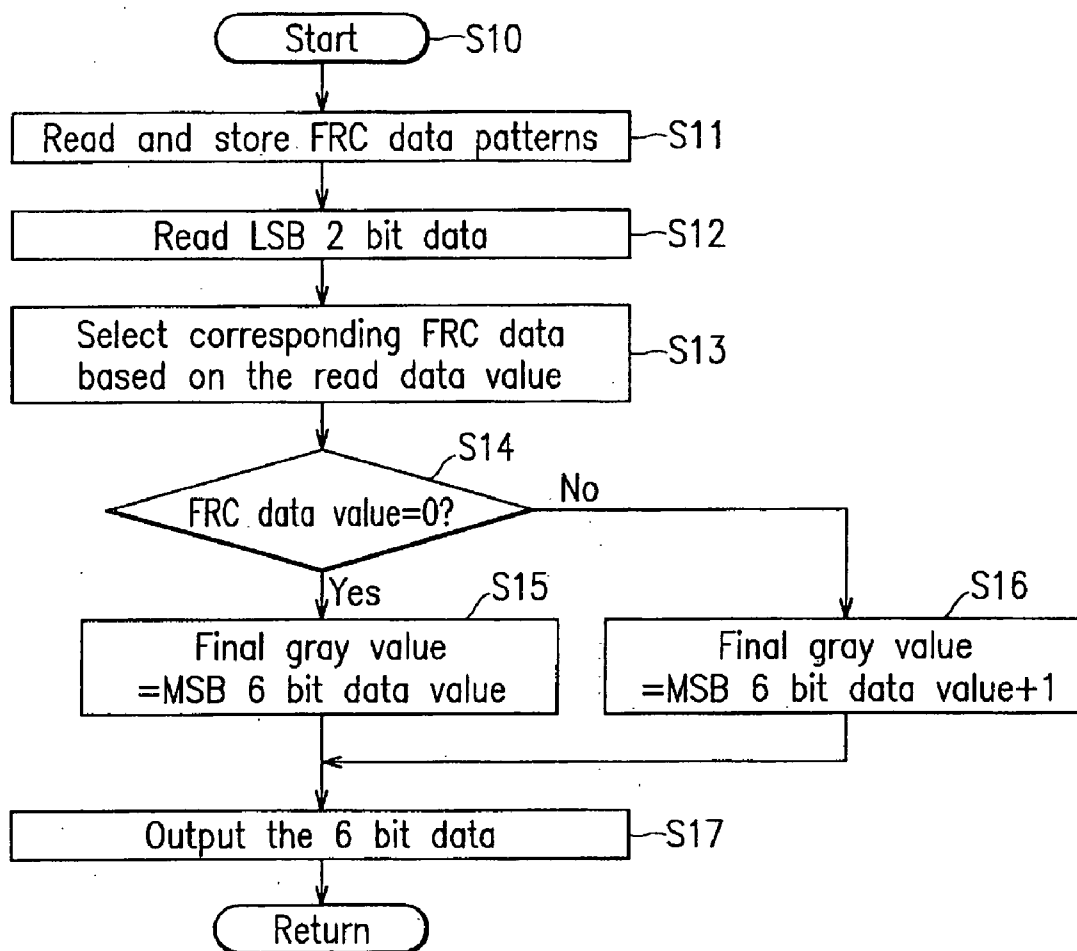 Start
S10
Read and store FRC data patterns
S11
Read LSB 2 bit data
S12
Select corresponding FRC data
based on the read data value
S13
S14
FRC data value=0?
No
Yes
S15
Final gray value
=MSB 6 bit data value
S16
Final gray value
=MSB 6 bit data value+1
Output the 6 bit data
S17
Return